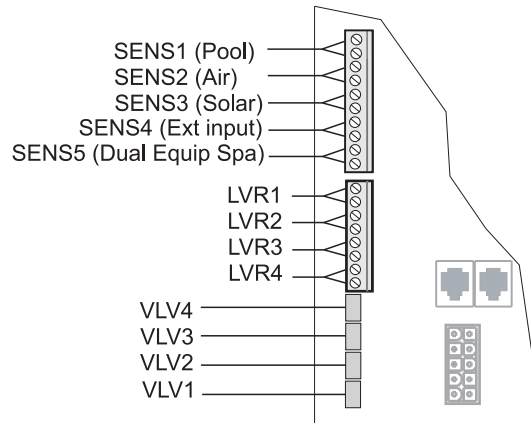 SENS1 (Pool)
SENS2 (Air)
SENS3 (Solar)
SENS4 (Ext input)
SENS5 (Dual Equip Spa)
LVR1
LVR2
LVR3
LVR4
VLV4
VLV3
VLV2
VLV1